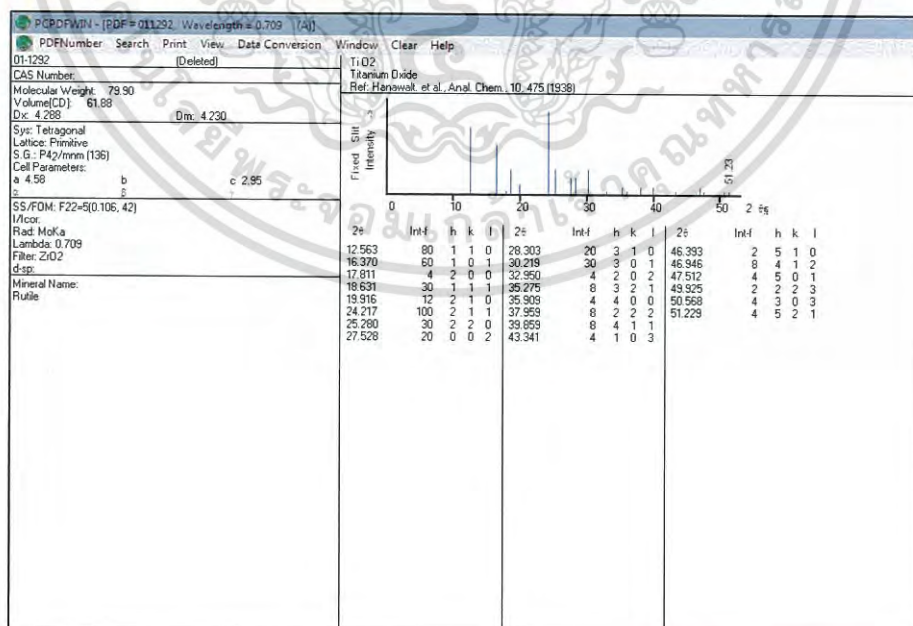 PCPDFWIN - [PDF = 011292, Wavelength = 0.709 (A)]
PDFNumber Search Print View Data Conversion Window Clear Help
01-1292 (Deleted)
CAS Number:
Molecular Weight: 79.90
Volume[CD]: 61.88
Dx: 4.288 Dm: 4.230
Sys: Tetragonal
Lattice: Primitive
S.G.: P42/mnm (136)
Cell Parameters:
a 4.58 b c 2.95
SS/FOM: F22=5(0.106, 42)
I/Icor:
Rad: MoKa
Lambda: 0.709
Filter: ZrO2
d-sp:
Mineral Name:
Rutile
TiO2
Titanium Oxide
Ref: Hanawalt. et al., Anal. Chem., 10, 475 (1938)
Fixed Slit
Intensity ->
51.23
0 10 20 30 40 50 2θ
2θ Int-f h k l 2θ Int-f h k l 2θ Int-f h k l
12.563 80 1 1 0 28.303 20 3 1 0 46.393 2 5 1 0
16.370 60 1 0 1 30.219 30 3 0 1 46.946 8 4 1 2
17.811 4 2 0 0 32.950 4 2 0 2 47.512 4 5 0 1
18.631 30 1 1 1 35.275 8 3 2 1 49.925 2 2 2 3
19.916 12 2 1 0 35.909 4 4 0 0 50.568 4 3 0 3
24.217 100 2 1 1 37.959 8 2 2 2 51.229 4 5 2 1
25.280 30 2 2 0 39.859 8 4 1 1
27.528 20 0 0 2 43.341 4 1 0 3